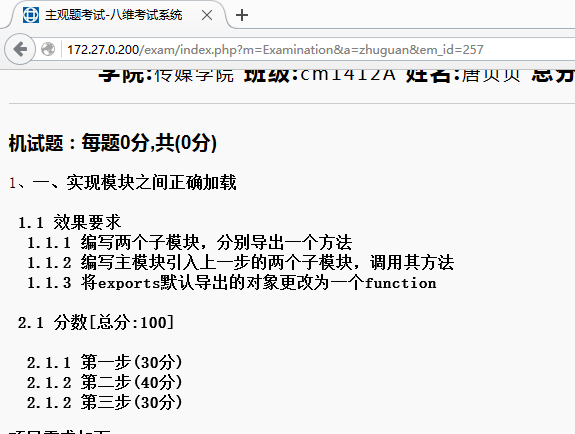 主观题考试-八维考试系统
172.27.0.200/exam/index.php?m=Examination&a=zhuguan&em_id=257
学院:传媒学院 班级:cm1412A 姓名:唐页页 总分
机试题：每题0分,共(0分)
1、一、实现模块之间正确加载
1.1 效果要求
1.1.1 编写两个子模块，分别导出一个方法
1.1.2 编写主模块引入上一步的两个子模块，调用其方法
1.1.3 将exports默认导出的对象更改为一个function
2.1 分数[总分:100]
2.1.1 第一步(30分)
2.1.2 第二步(40分)
2.1.2 第三步(30分)